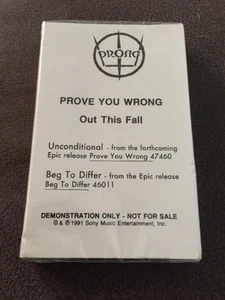 PRONG
PROVE YOU WRONG
Out This Fall
Unconditional - from the forthcoming
Epic release Prove You Wrong 47460
Beg To Differ - from the Epic release
Beg To Differ 46011
DEMONSTRATION ONLY - NOT FOR SALE
© & ℗ 1991 Sony Music Entertainment, Inc.